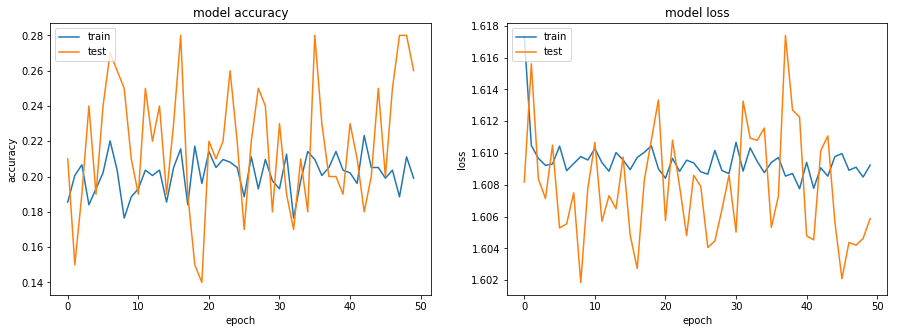 model accuracy
train
test
0.28
0.26
0.24
0.22
0.20
0.18
0.16
0.14
accuracy
0
10
20
30
40
50
epoch
model loss
train
test
1.618
1.616
1.614
1.612
1.610
1.608
1.606
1.604
1.602
loss
0
10
20
30
40
50
epoch